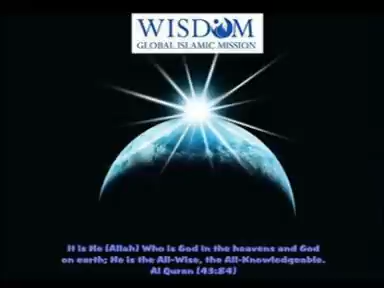 WISDOM
GLOBAL ISLAMIC MISSION
It is He (Allah) Who is God in the heavens and God
on earth; He is the All-Wise, the All-Knowledgeable.
Al Quran (43:84)